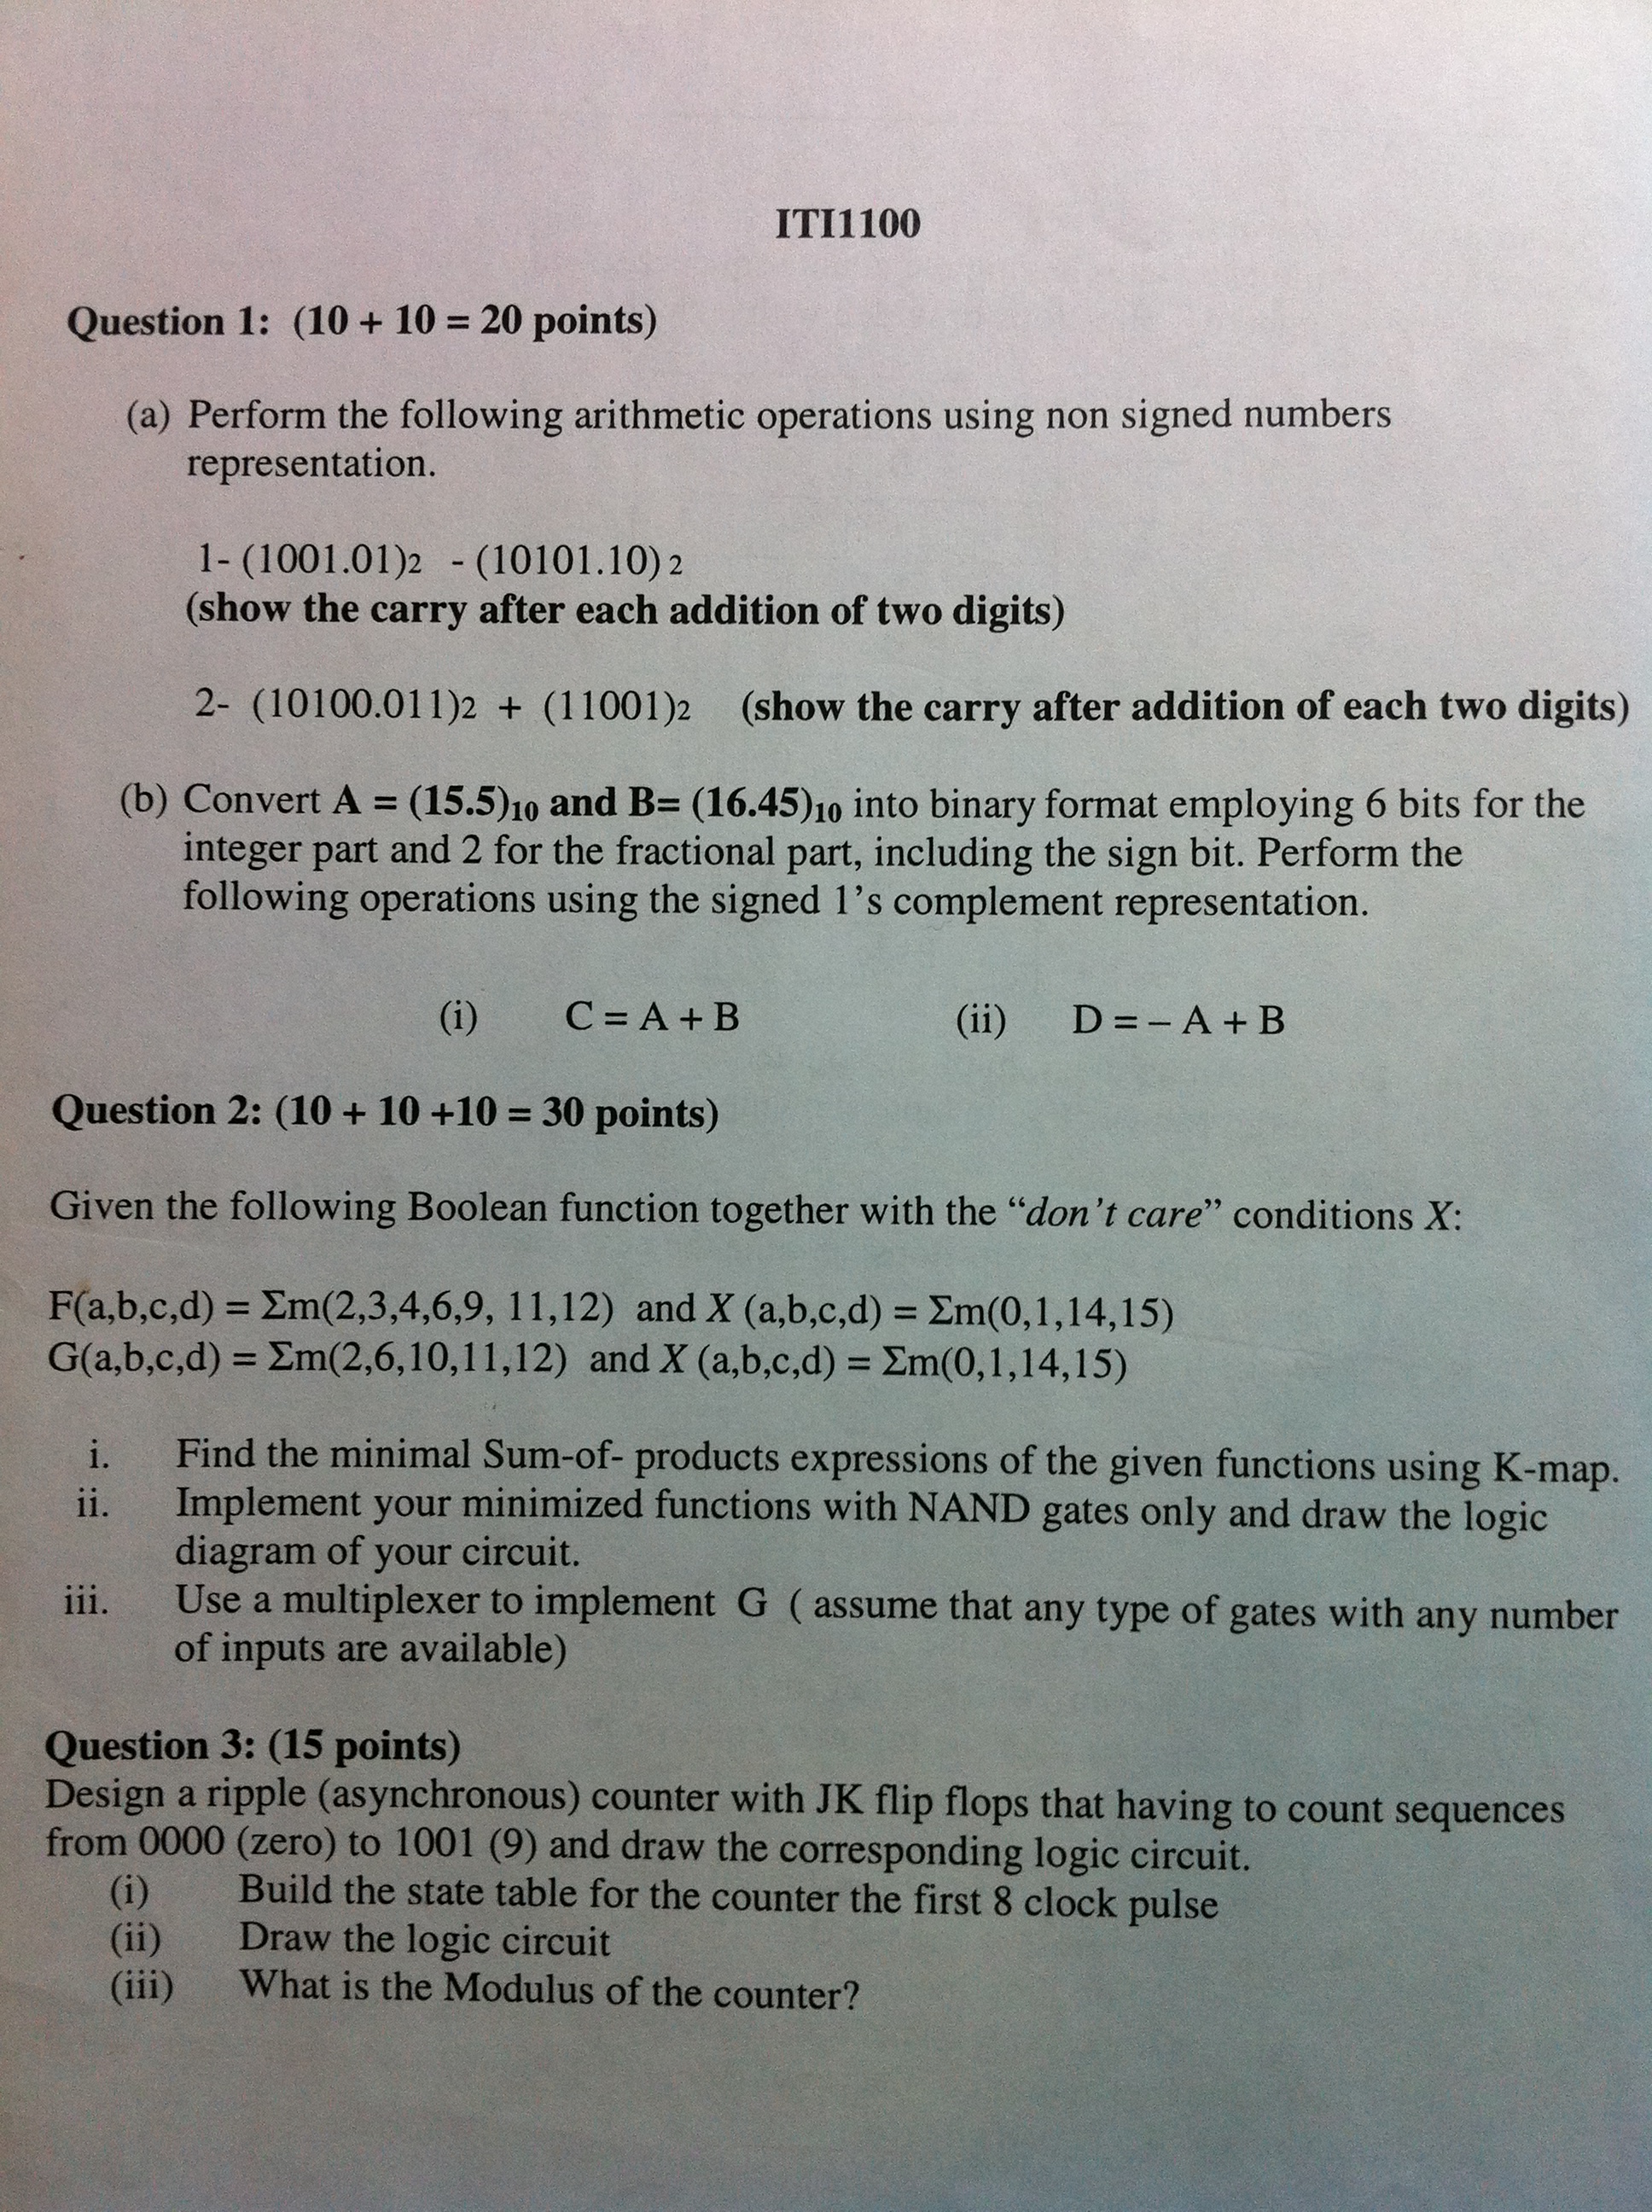 ITI1100
Question 1: (10 + 10 = 20 points)
(a) Perform the following arithmetic operations using non signed numbers
representation.
1- (1001.01)2 - (10101.10) 2
(show the carry after each addition of two digits)
2- (10100.011)2 + (11001)2 (show the carry after addition of each two digits)
(b) Convert A = (15.5)10 and B= (16.45)10 into binary format employing 6 bits for the
integer part and 2 for the fractional part, including the sign bit. Perform the
following operations using the signed 1's complement representation.
(i) C = A + B (ii) D = – A + B
Question 2: (10 + 10 +10 = 30 points)
Given the following Boolean function together with the “don't care” conditions X:
F(a,b,c,d) = Σm(2,3,4,6,9, 11,12) and X (a,b,c,d) = Σm(0,1,14,15)
G(a,b,c,d) = Σm(2,6,10,11,12) and X (a,b,c,d) = Σm(0,1,14,15)
i. Find the minimal Sum-of- products expressions of the given functions using K-map.
ii. Implement your minimized functions with NAND gates only and draw the logic
diagram of your circuit.
iii. Use a multiplexer to implement G ( assume that any type of gates with any number
of inputs are available)
Question 3: (15 points)
Design a ripple (asynchronous) counter with JK flip flops that having to count sequences
from 0000 (zero) to 1001 (9) and draw the corresponding logic circuit.
(i) Build the state table for the counter the first 8 clock pulse
(ii) Draw the logic circuit
(iii) What is the Modulus of the counter?